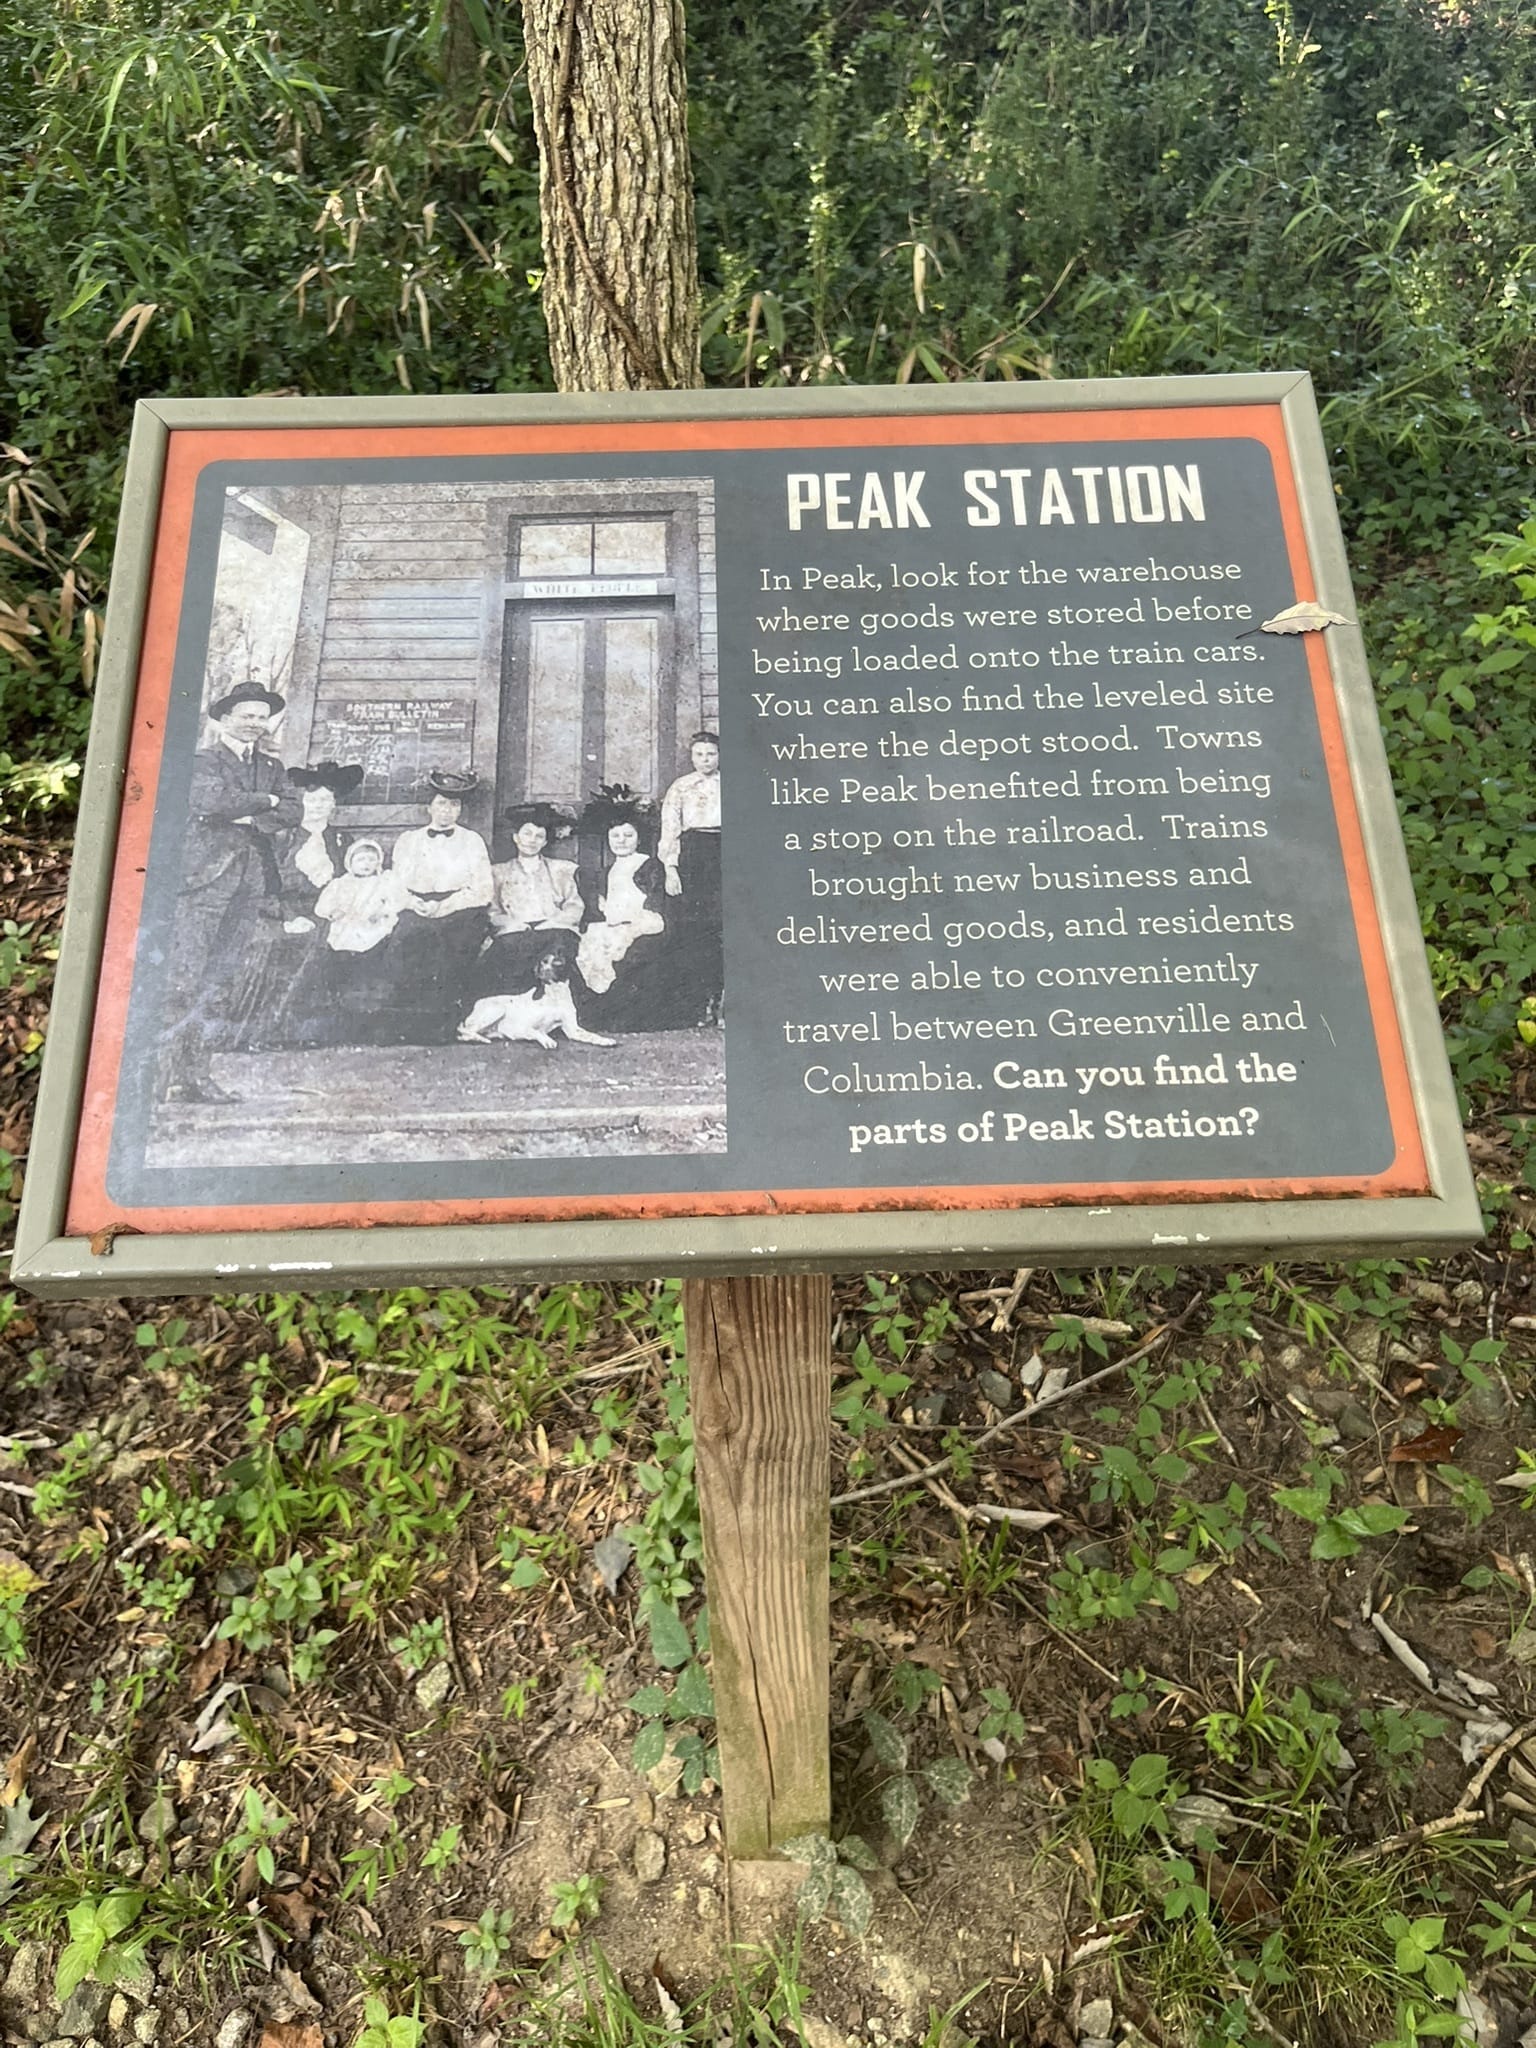 PEAK STATION
In Peak, look for the warehouse
where goods were stored before
being loaded onto the train cars.
You can also find the leveled site
where the depot stood. Towns
like Peak benefited from being
a stop on the railroad. Trains
brought new business and
delivered goods, and residents
were able to conveniently
travel between Greenville and
Columbia. Can you find the
parts of Peak Station?
WHITE
SOUTHERN RAILWAY
TRAIN BULLETIN